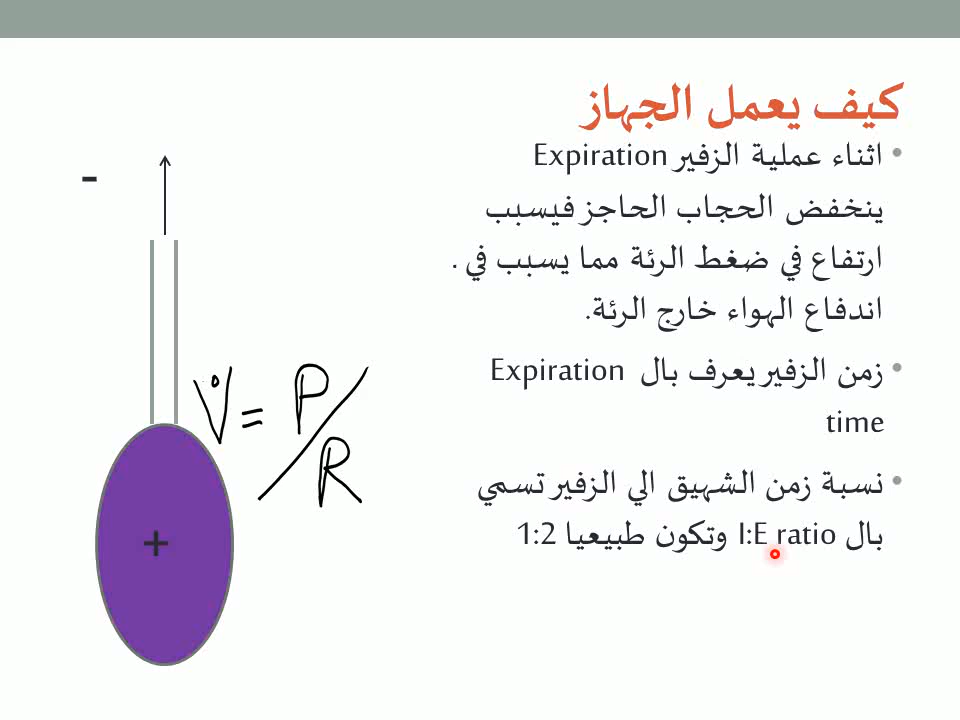 كيف يعمل الجهاز
• اثناء عملية الزفير Expiration
ينخفض الحجاب الحاجز فيسبب
ارتفاع في ضغط الرئة مما يسبب في .
اندفاع الهواء خارج الرئة.
• زمن الزفير يعرف بال Expiration
time
• نسبة زمن الشهيق الي الزفير تسمي
بال I:E ratio وتكون طبيعيا 1:2
-
V̇ = P/R
+